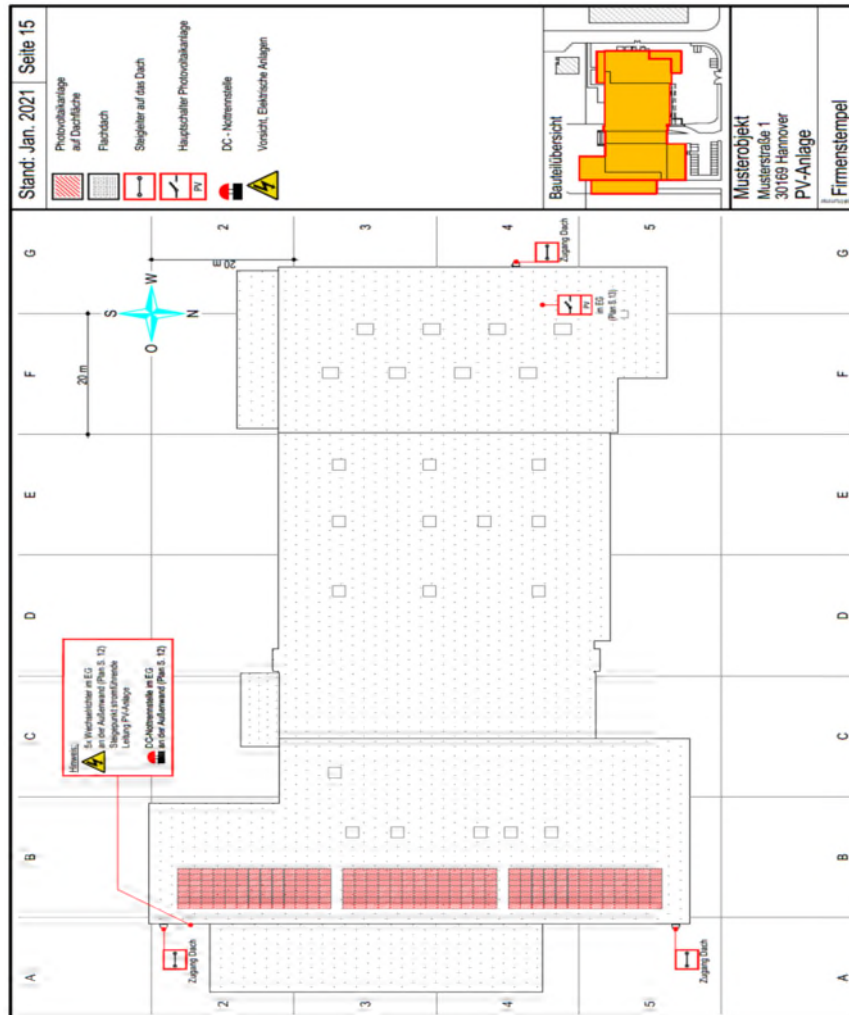 Stand: Jan. 2021 Seite 15
Photovoltaikanlage
auf Dachfläche
Flachdach
Steigleiter auf das Dach
Hauptschalter Photovoltaikanlage
PV
DC - Nottrennstelle
Vorsicht, Elektrische Anlagen
Bauteilübersicht
Musterobjekt
Musterstraße 1
30169 Hannover
PV-Anlage
Firmenstempel
A B C D E F G
2 3 4 5
S
O W
N
20 m
20 m
Hinweis:
5x Wechselrichter im EG
an der Außenwand (Plan S. 12)
Steigepunkt stromführende
Leitung PV-Anlage
DC-Nottrennstelle im EG
an der Außenwand (Plan S. 12)
Zugang Dach
Zugang Dach
Zugang Dach
PV
im EG
(Plan S.13)
2 3 4 5
A B C D E F G